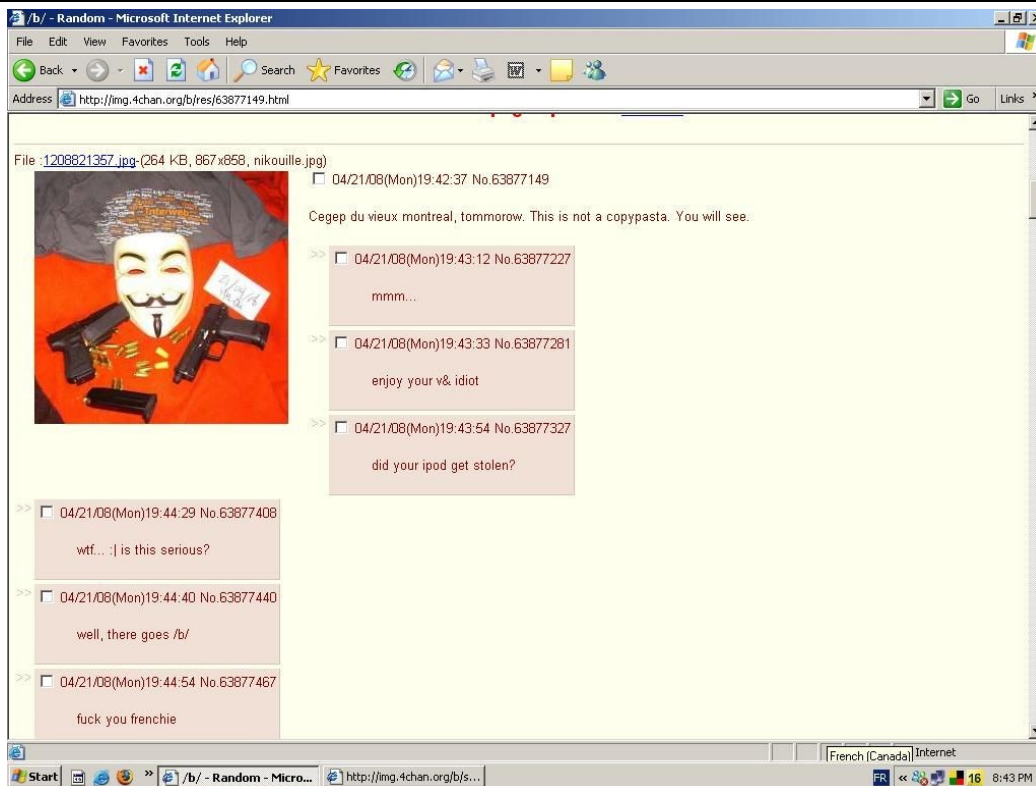 /b/ - Random - Microsoft Internet Explorer
File Edit View Favorites Tools Help
Back Search Favorites
Address http://img.4chan.org/b/res/63877149.html Go Links
File :1208821357.jpg-(264 KB, 867x858, nikouille.jpg)
Interweb
04/21/08(Mon)19:42:37 No.63877149
Cegep du vieux montreal, tommorow. This is not a copypasta. You will see.
>> 04/21/08(Mon)19:43:12 No.63877227
mmm...
>> 04/21/08(Mon)19:43:33 No.63877281
enjoy your v& idiot
>> 04/21/08(Mon)19:43:54 No.63877327
did your ipod get stolen?
>> 04/21/08(Mon)19:44:29 No.63877408
wtf... :| is this serious?
>> 04/21/08(Mon)19:44:40 No.63877440
well, there goes /b/
>> 04/21/08(Mon)19:44:54 No.63877467
fuck you frenchie
French (Canada) Internet
Start » /b/ - Random - Micro... http://img.4chan.org/b/s... FR « 16 8:43 PM